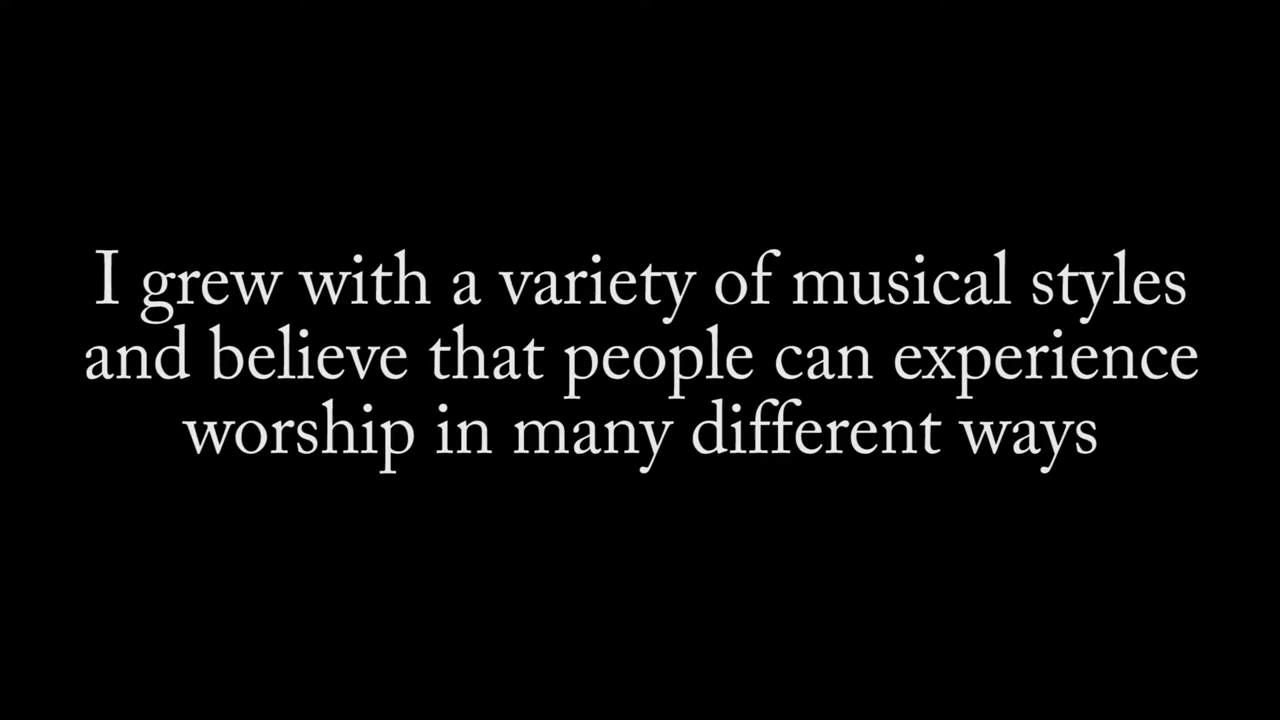 I grew with a variety of musical styles
and believe that people can experience
worship in many different ways